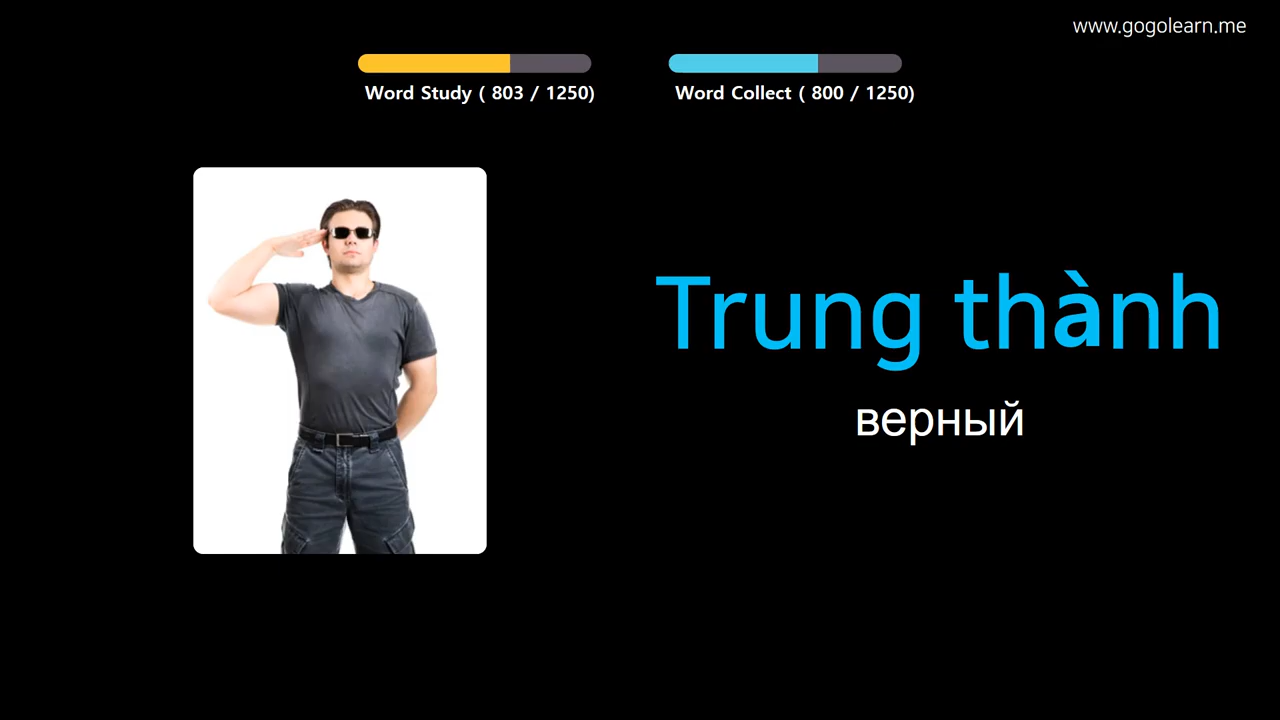 www.gogolearn.me
Word Study ( 803 / 1250)
Word Collect ( 800 / 1250)
Trung thành
верный